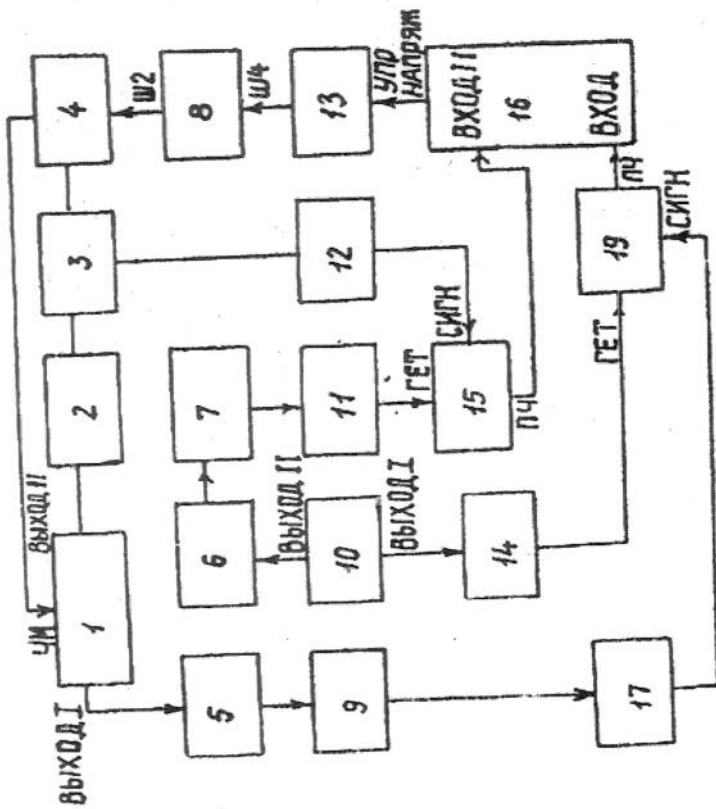 ВЫХОД I
ЧМ
ВЫХОД II
1
2
3
4
Ш2
8
Ш4
13
УПР
НАПРЯЖ
ВХОД II
16
ВХОД
5
6
7
ВЫХОД II
9
10
11
12
ВЫХОД I
ГЕТ
СИГН
14
15
ПЧ
ГЕТ
19
ПЧ
СИГН
17